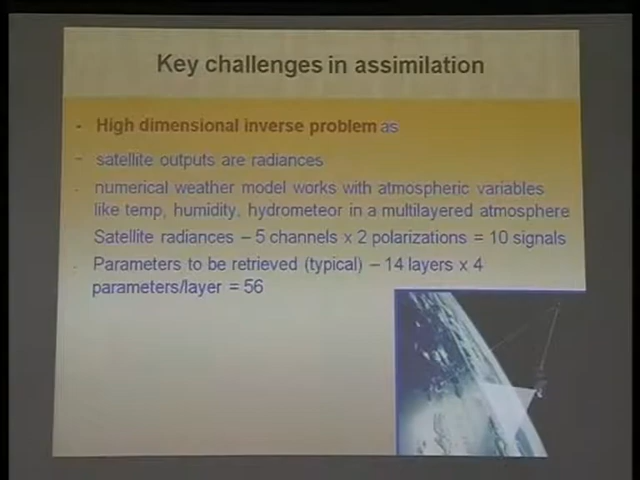 Key challenges in assimilation
- High dimensional inverse problem as
- satellite outputs are radiances
- numerical weather model works with atmospheric variables
like temp, humidity, hydrometeor in a multilayered atmosphere
Satellite radiances – 5 channels x 2 polarizations = 10 signals
- Parameters to be retrieved (typical) – 14 layers x 4
parameters/layer = 56